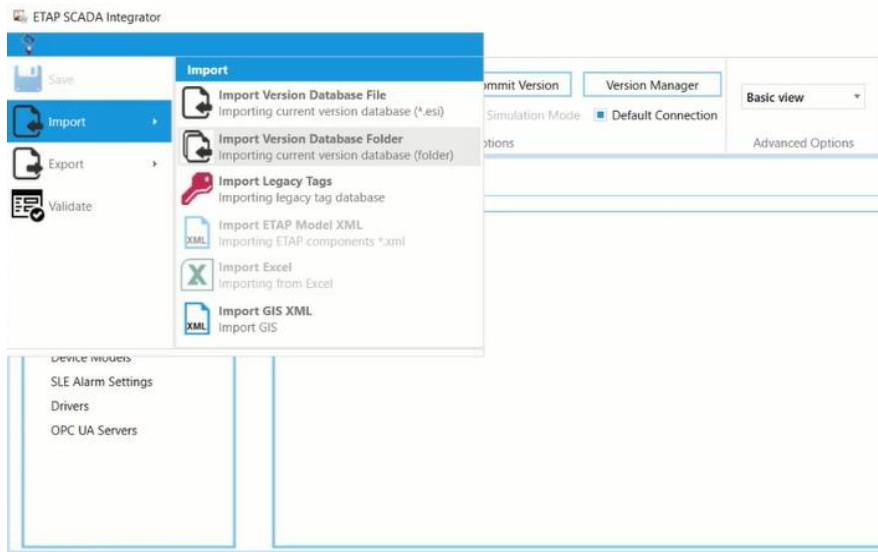 ETAP SCADA Integrator
Save
Import
Export
Validate
Import
Import Version Database File
Importing current version database (*.esi)
Import Version Database Folder
Importing current version database (folder)
Import Legacy Tags
Importing legacy tag database
XML
Import ETAP Model XML
Importing ETAP components *.xml
Import Excel
Importing from Excel
XML
Import GIS XML
Import GIS
ommit Version
Version Manager
Simulation Mode
Default Connection
ptions
Basic view
Advanced Options
Device Models
SLE Alarm Settings
Drivers
OPC UA Servers